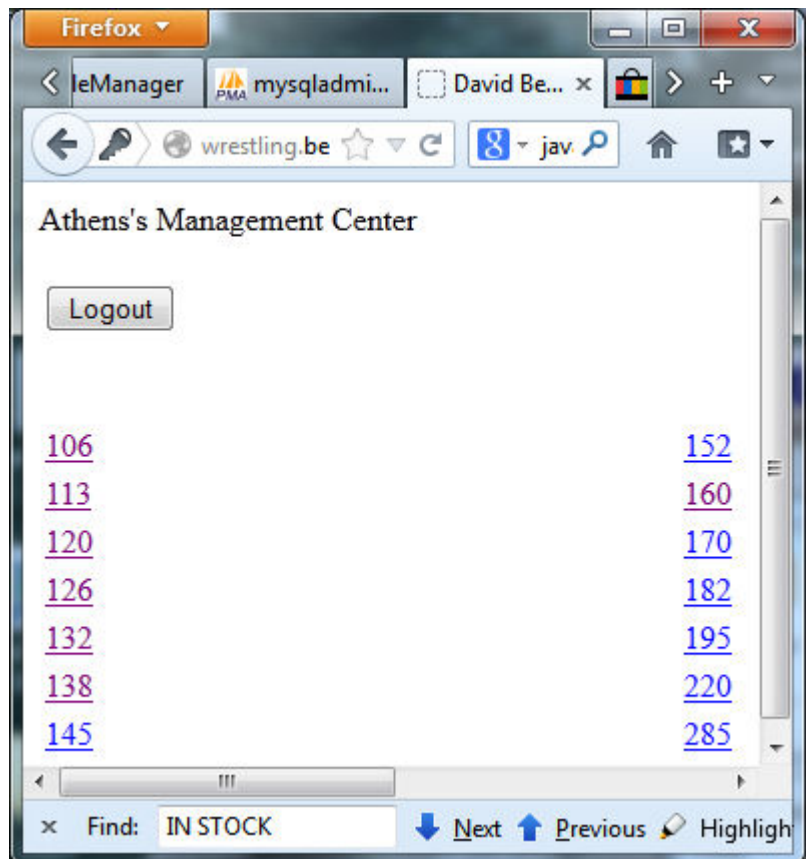 Firefox
leManager mysqladmi... David Be...
wrestling.be jav
Athens's Management Center
Logout
106 152
113 160
120 170
126 182
132 195
138 220
145 285
Find: IN STOCK Next Previous Highligh